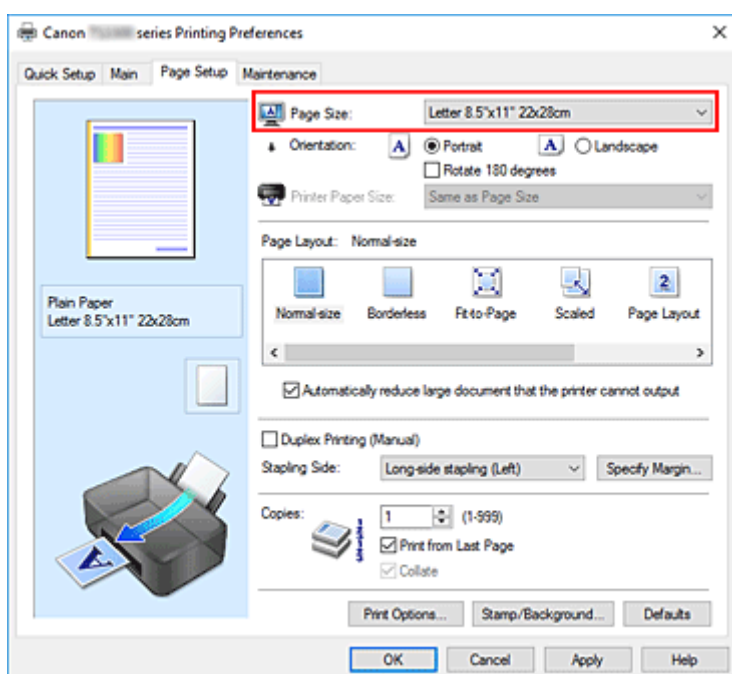 Canon series Printing Preferences
Quick Setup Main Page Setup Maintenance
Page Size: Letter 8.5"x11" 22x28cm
Orientation: A Portrait A Landscape
Rotate 180 degrees
Printer Paper Size: Same as Page Size
Page Layout: Normal-size
2
Normal-size Borderless Fit-to-Page Scaled Page Layout
Plain Paper
Letter 8.5"x11" 22x28cm
Automatically reduce large document that the printer cannot output
Duplex Printing (Manual)
Stapling Side: Long-side stapling (Left) Specify Margin...
Copies: 1 (1-999)
Print from Last Page
Collate
A
Print Options... Stamp/Background... Defaults
OK Cancel Apply Help